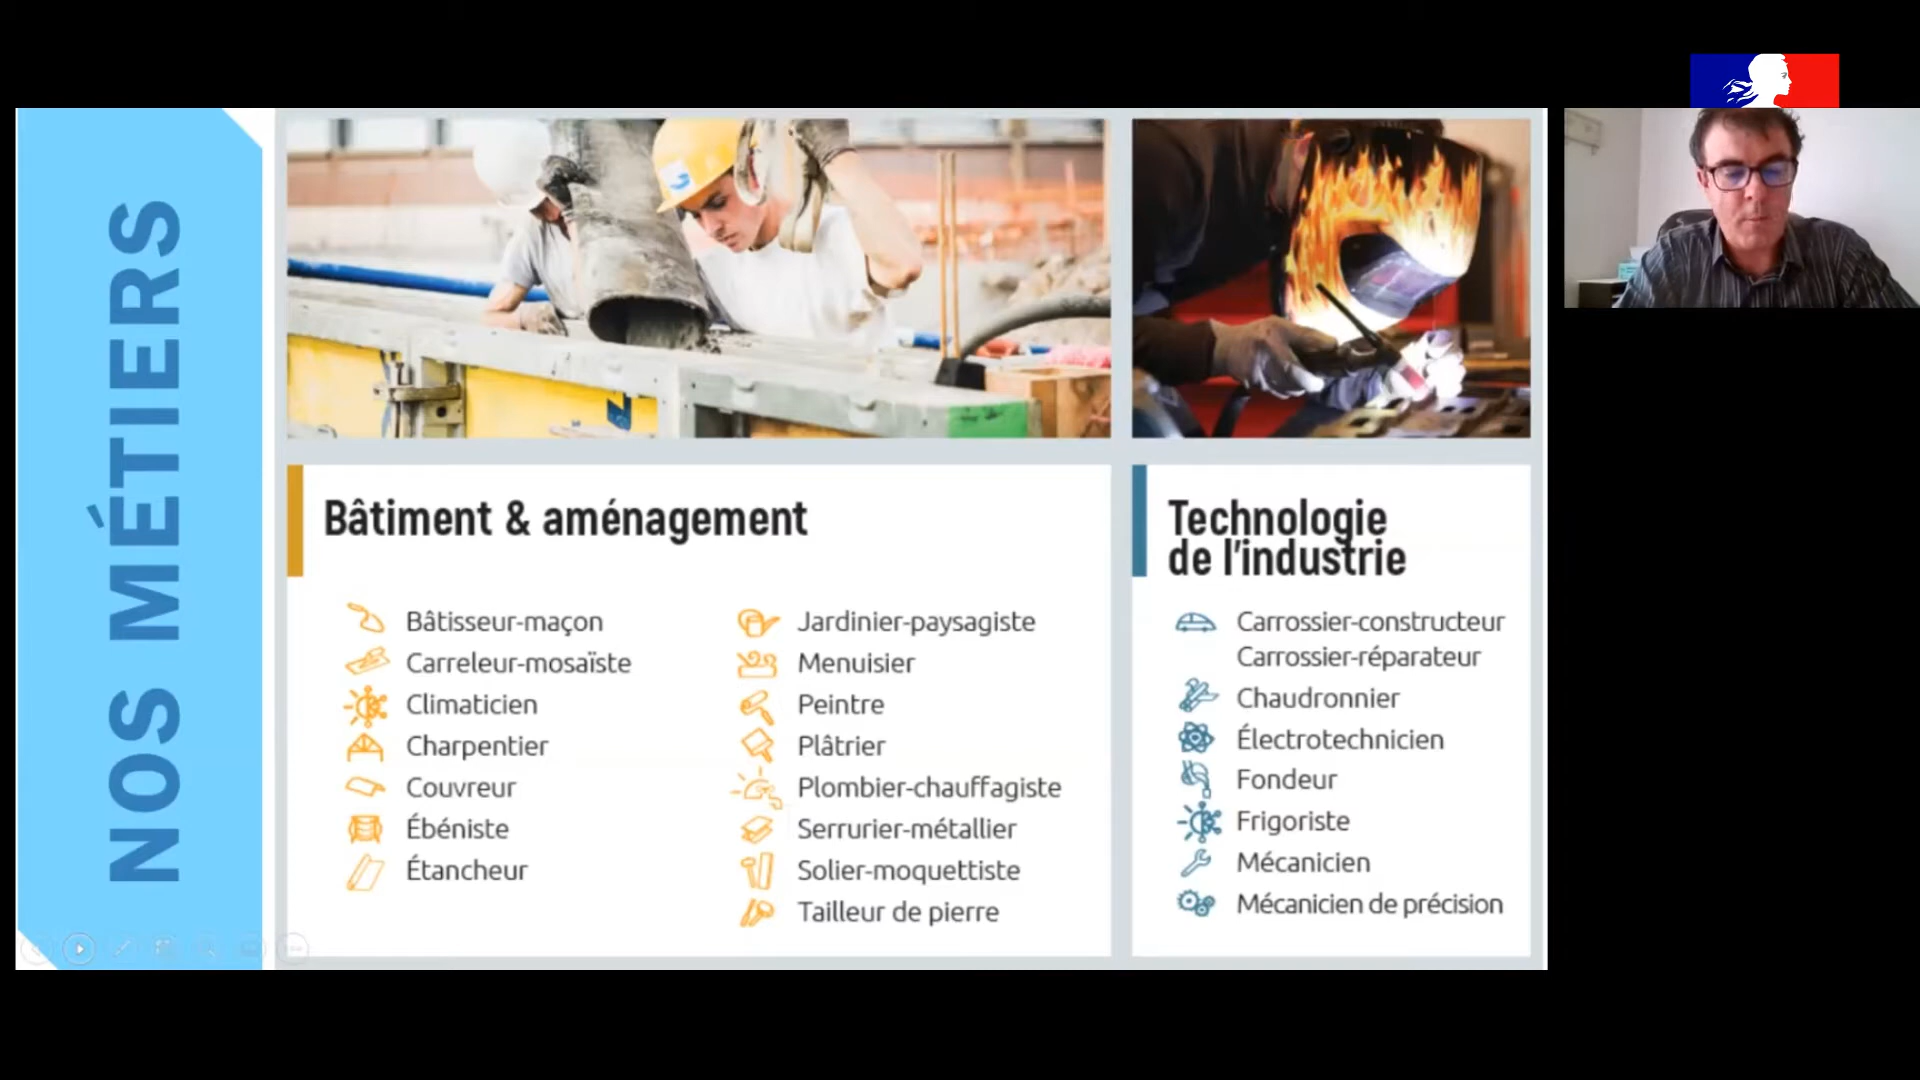 NOS MÉTIERS
Bâtiment & aménagement
Bâtisseur-maçon
Carreleur-mosaïste
Climaticien
Charpentier
Couvreur
Ébéniste
Étancheur
Jardinier-paysagiste
Menuisier
Peintre
Plâtrier
Plombier-chauffagiste
Serrurier-métallier
Solier-moquettiste
Tailleur de pierre
Technologie
de l'industrie
Carrossier-constructeur
Carrossier-réparateur
Chaudronnier
Électrotechnicien
Fondeur
Frigoriste
Mécanicien
Mécanicien de précision